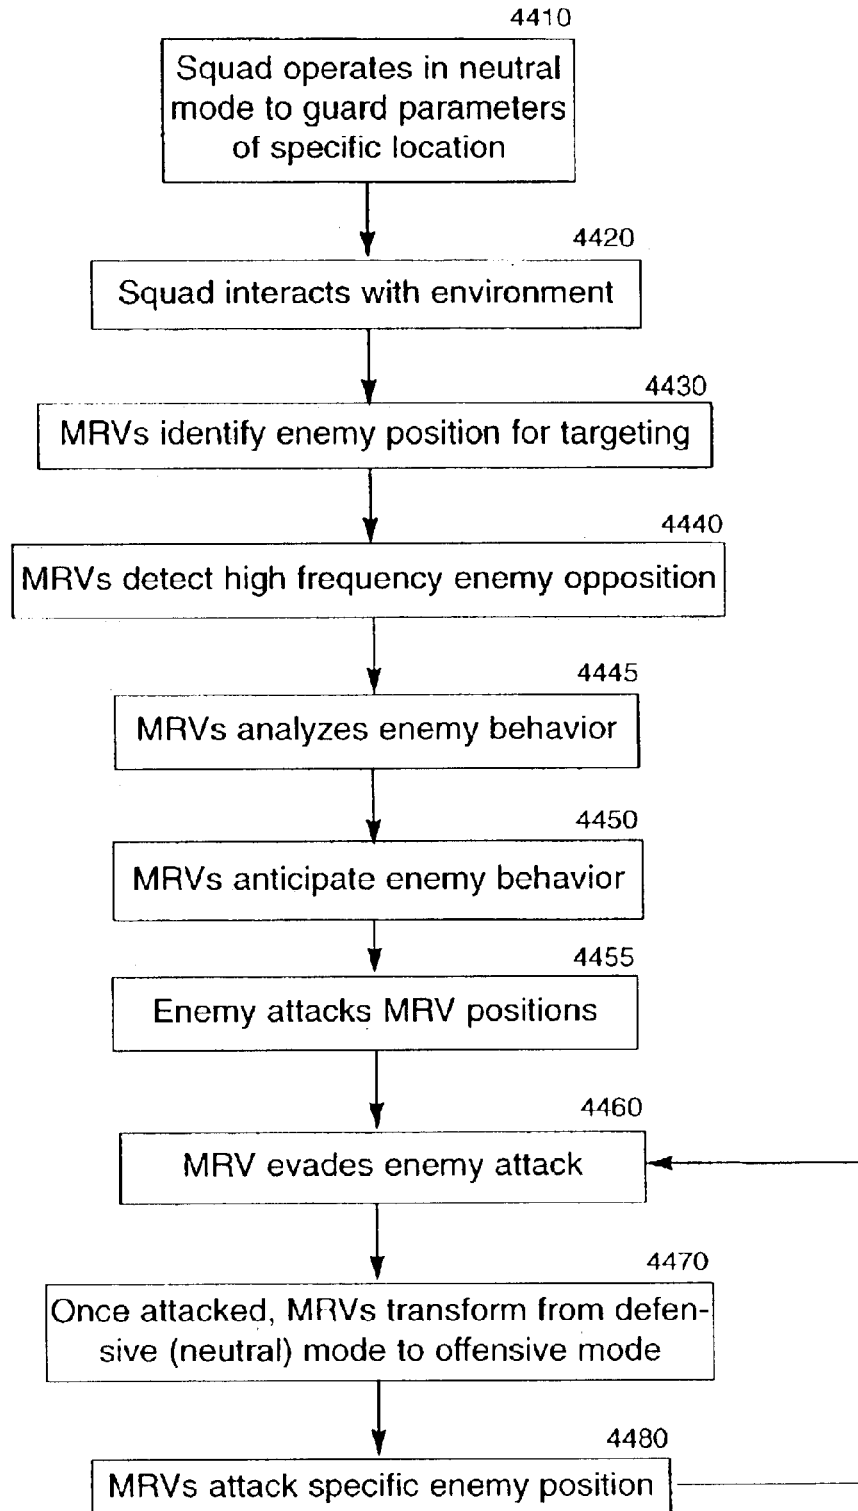 4410
Squad operates in neutral
mode to guard parameters
of specific location
4420
Squad interacts with environment
4430
MRVs identify enemy position for targeting
4440
MRVs detect high frequency enemy opposition
4445
MRVs analyzes enemy behavior
4450
MRVs anticipate enemy behavior
4455
Enemy attacks MRV positions
4460
MRV evades enemy attack
4470
Once attacked, MRVs transform from defen-
sive (neutral) mode to offensive mode
4480
MRVs attack specific enemy position